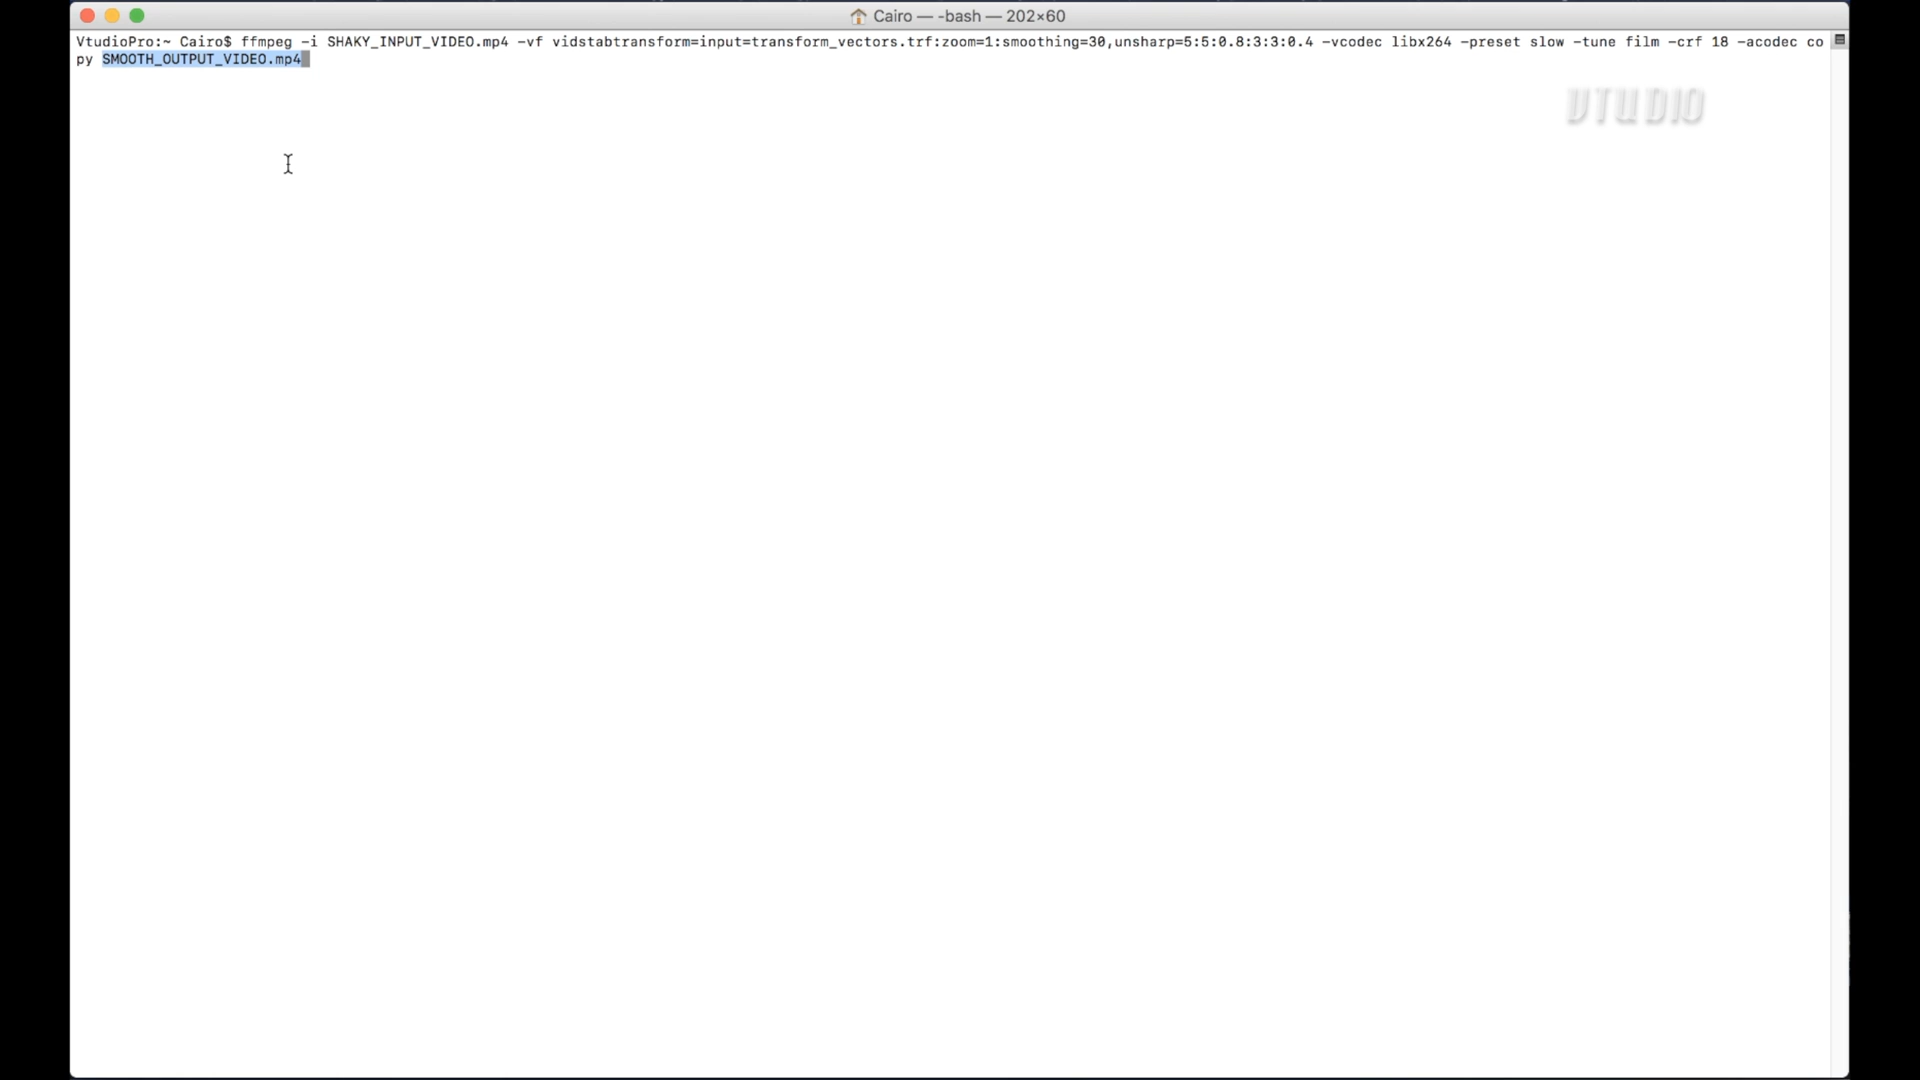 Cairo — -bash — 202×60
VtudioPro:~ Cairo$ ffmpeg -i SHAKY_INPUT_VIDEO.mp4 -vf vidstabtransform=input=transform_vectors.trf:zoom=1:smoothing=30,unsharp=5:5:0.8:3:3:0.4 -vcodec libx264 -preset slow -tune film -crf 18 -acodec co
py SMOOTH_OUTPUT_VIDEO.mp4
VTUDIO